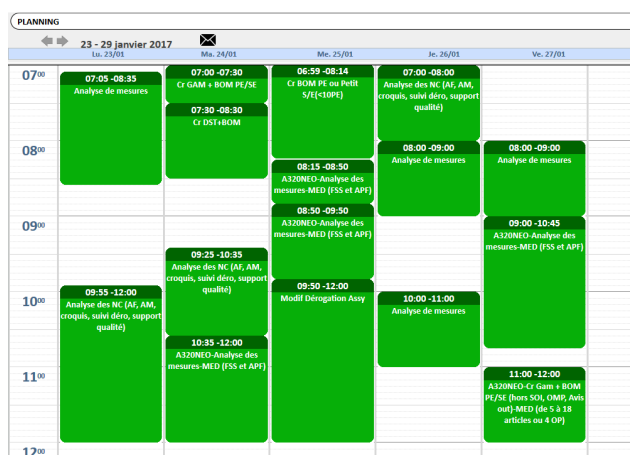 PLANNING
23 - 29 janvier 2017
Lu. 23/01
Ma. 24/01
Me. 25/01
Je. 26/01
Ve. 27/01
07⁰⁰
08⁰⁰
09⁰⁰
10⁰⁰
11⁰⁰
12⁰⁰
07:05 -08:35
Analyse de mesures
09:55 -12:00
Analyse des NC (AF, AM,
croquis, suivi déro, support
qualité)
07:00 -07:30
Cr GAM + BOM PE/SE
07:30 -08:30
Cr DST+BOM
09:25 -10:35
Analyse des NC (AF, AM,
croquis, suivi déro, support
qualité)
10:35 -12:00
A320NEO-Analyse des
mesures-MED (FSS et APF)
06:59 -08:14
Cr BOM PE ou Petit
S/E(<10PE)
08:15 -08:50
A320NEO-Analyse des
mesures-MED (FSS et APF)
08:50 -09:50
A320NEO-Analyse des
mesures-MED (FSS et APF)
09:50 -12:00
Modif Dérogation Assy
07:00 -08:00
Analyse des NC (AF, AM,
croquis, suivi déro, support
qualité)
08:00 -09:00
Analyse de mesures
10:00 -11:00
Analyse de mesures
08:00 -09:00
Analyse de mesures
09:00 -10:45
A320NEO-Analyse des
mesures-MED (FSS et APF)
11:00 -12:00
A320NEO-Cr Gam + BOM
PE/SE (hors SOI, OMP, Avis
out)-MED (de 5 à 18
articles ou 4 OP)